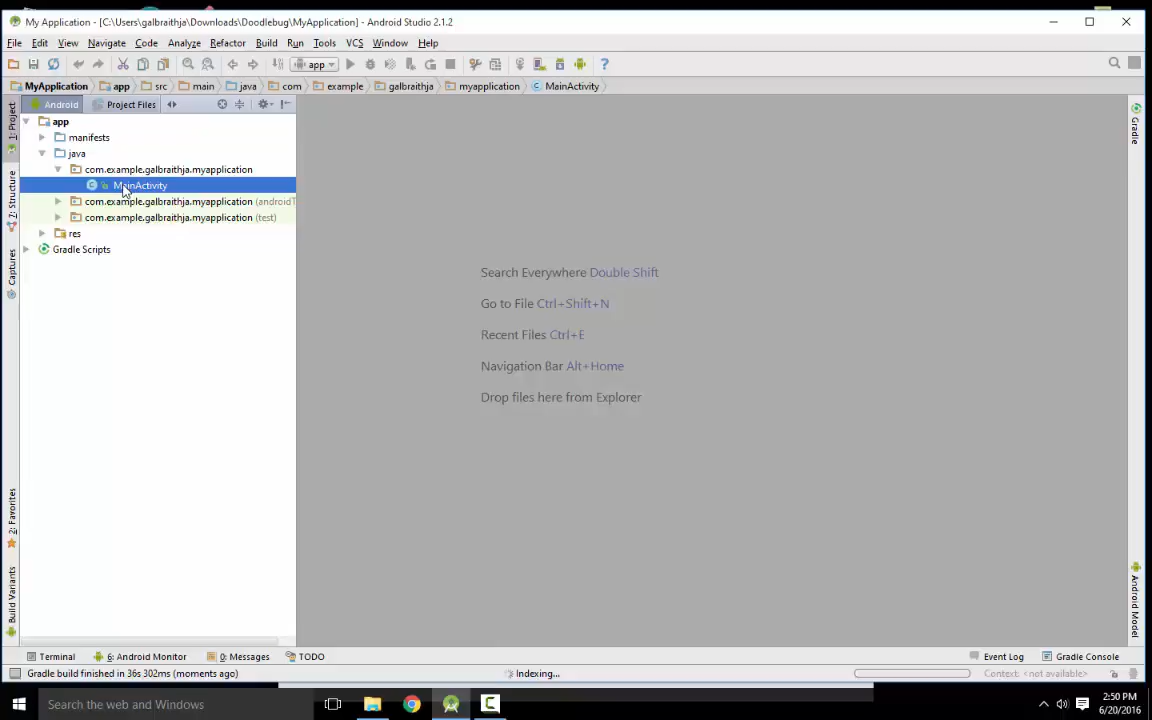 My Application - [C:\Users\galbraithja\Downloads\Doodlebug\MyApplication] - Android Studio 2.1.2
File Edit View Navigate Code Analyze Refactor Build Run Tools VCS Window Help
app
MyApplication app src main java com example galbraithja myapplication MainActivity
Android Project Files
1: Project
Z: Structure
Captures
2: Favorites
Build Variants
app
manifests
java
com.example.galbraithja.myapplication
MainActivity
com.example.galbraithja.myapplication (androidT
com.example.galbraithja.myapplication (test)
res
Gradle Scripts
Search Everywhere Double Shift
Go to File Ctrl+Shift+N
Recent Files Ctrl+E
Navigation Bar Alt+Home
Drop files here from Explorer
Gradle
Android Model
Terminal 6: Android Monitor 0: Messages TODO Event Log Gradle Console
Gradle build finished in 36s 302ms (moments ago) Indexing... Context: <not available>
Search the web and Windows
2:50 PM
6/20/2016